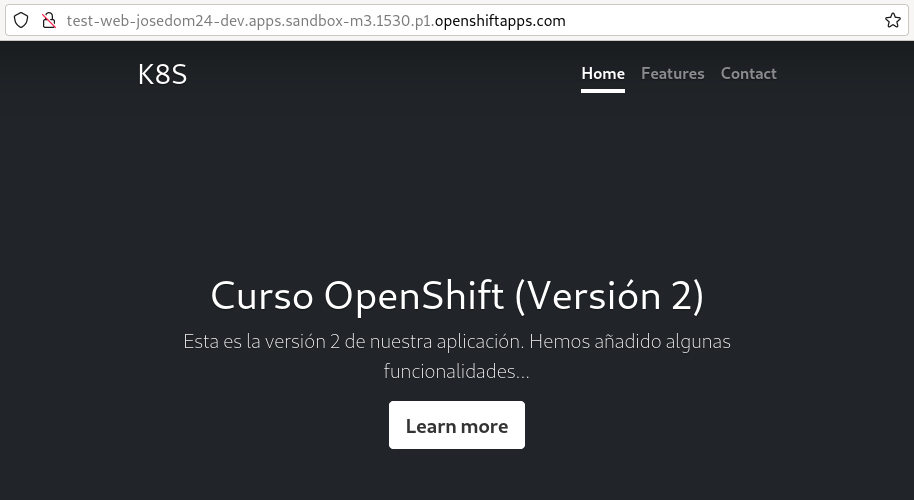 test-web-josedom24-dev.apps.sandbox-m3.1530.p1.openshiftapps.com
K8S
Home Features Contact
Curso OpenShift (Versión 2)
Esta es la versión 2 de nuestra aplicación. Hemos añadido algunas
funcionalidades...
Learn more